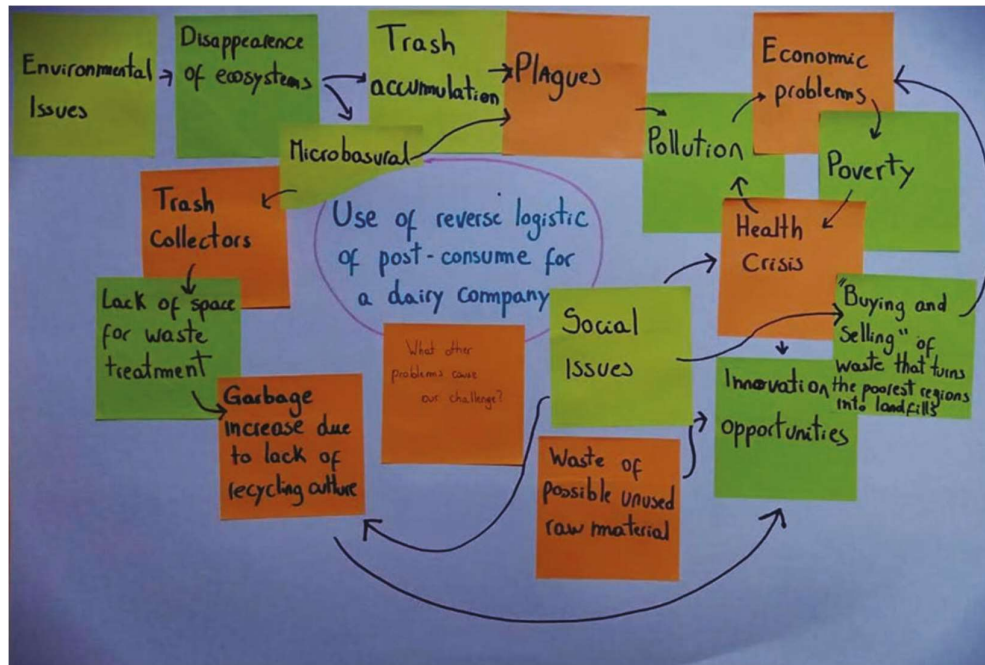 Environmental
Issues
Disappearence
of ecosystems
Trash
accumulation
Plagues
Economic
problems
Microbasural
Pollution
Poverty
Trash
Collectors
Use of reverse logistic
of post-consume for
a dairy company
Health
Crisis
Lack of space
for waste
treatment
Social
Issues
"Buying and
Selling" of
waste that turns
the poorest regions
into landfills
What other
problems cause
our challenge?
Innovation
opportunities
Garbage
increase due
to lack of
recycling culture
Waste of
possible unused
raw material